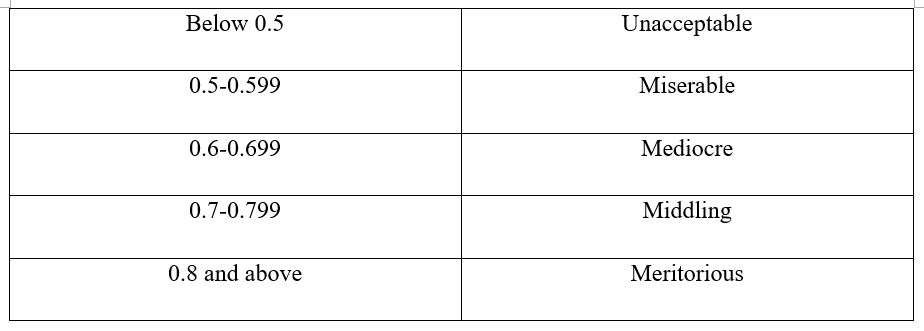 Below 0.5 Unacceptable
0.5-0.599 Miserable
0.6-0.699 Mediocre
0.7-0.799 Middling
0.8 and above Meritorious